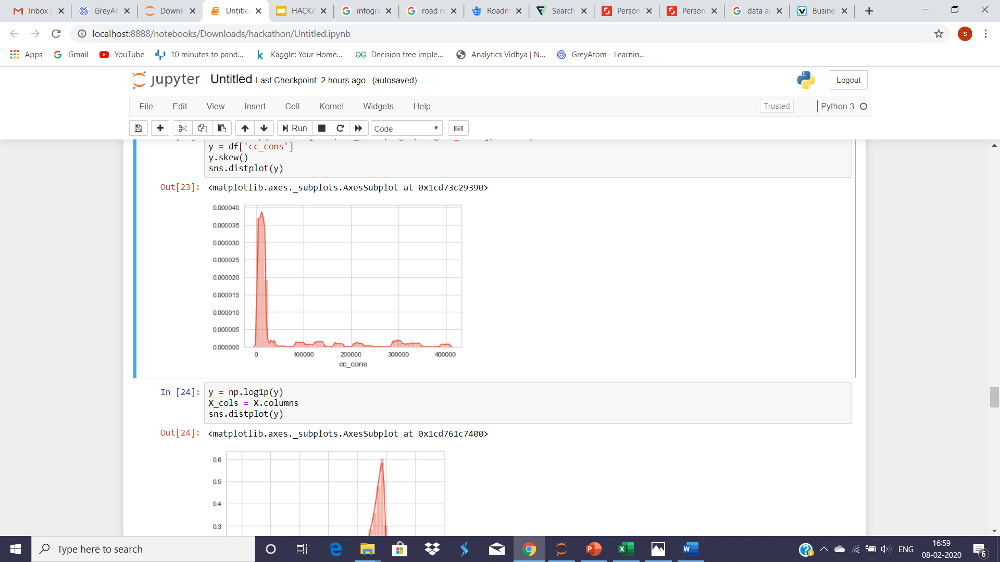 Inbox (
GreyAt
Downl
Untitle
HACKA
infogra
road m
Roadm
Search
Person
Person
data an
Busine
localhost:8888/notebooks/Downloads/hackathon/Untitled.ipynb
S
Apps
Gmail
YouTube
10 minutes to pand...
Kaggle: Your Home...
Decision tree imple...
Analytics Vidhya | N...
GreyAtom - Learnin...
jupyter Untitled Last Checkpoint: 2 hours ago (autosaved)
Logout
File Edit View Insert Cell Kernel Widgets Help
Trusted
Python 3
Run
Code
y = df['cc_cons']
y.skew()
sns.distplot(y)
Out[23]: <matplotlib.axes._subplots.AxesSubplot at 0x1cd73c29390>
0.000040
0.000035
0.000030
0.000025
0.000020
0.000015
0.000010
0.000005
0.000000
0 100000 200000 300000 400000
cc_cons
In [24]: y = np.log1p(y)
X_cols = X.columns
sns.distplot(y)
Out[24]: <matplotlib.axes._subplots.AxesSubplot at 0x1cd761c7400>
0.6
0.5
0.4
0.3
Type here to search
ENG
16:59
08-02-2020
6